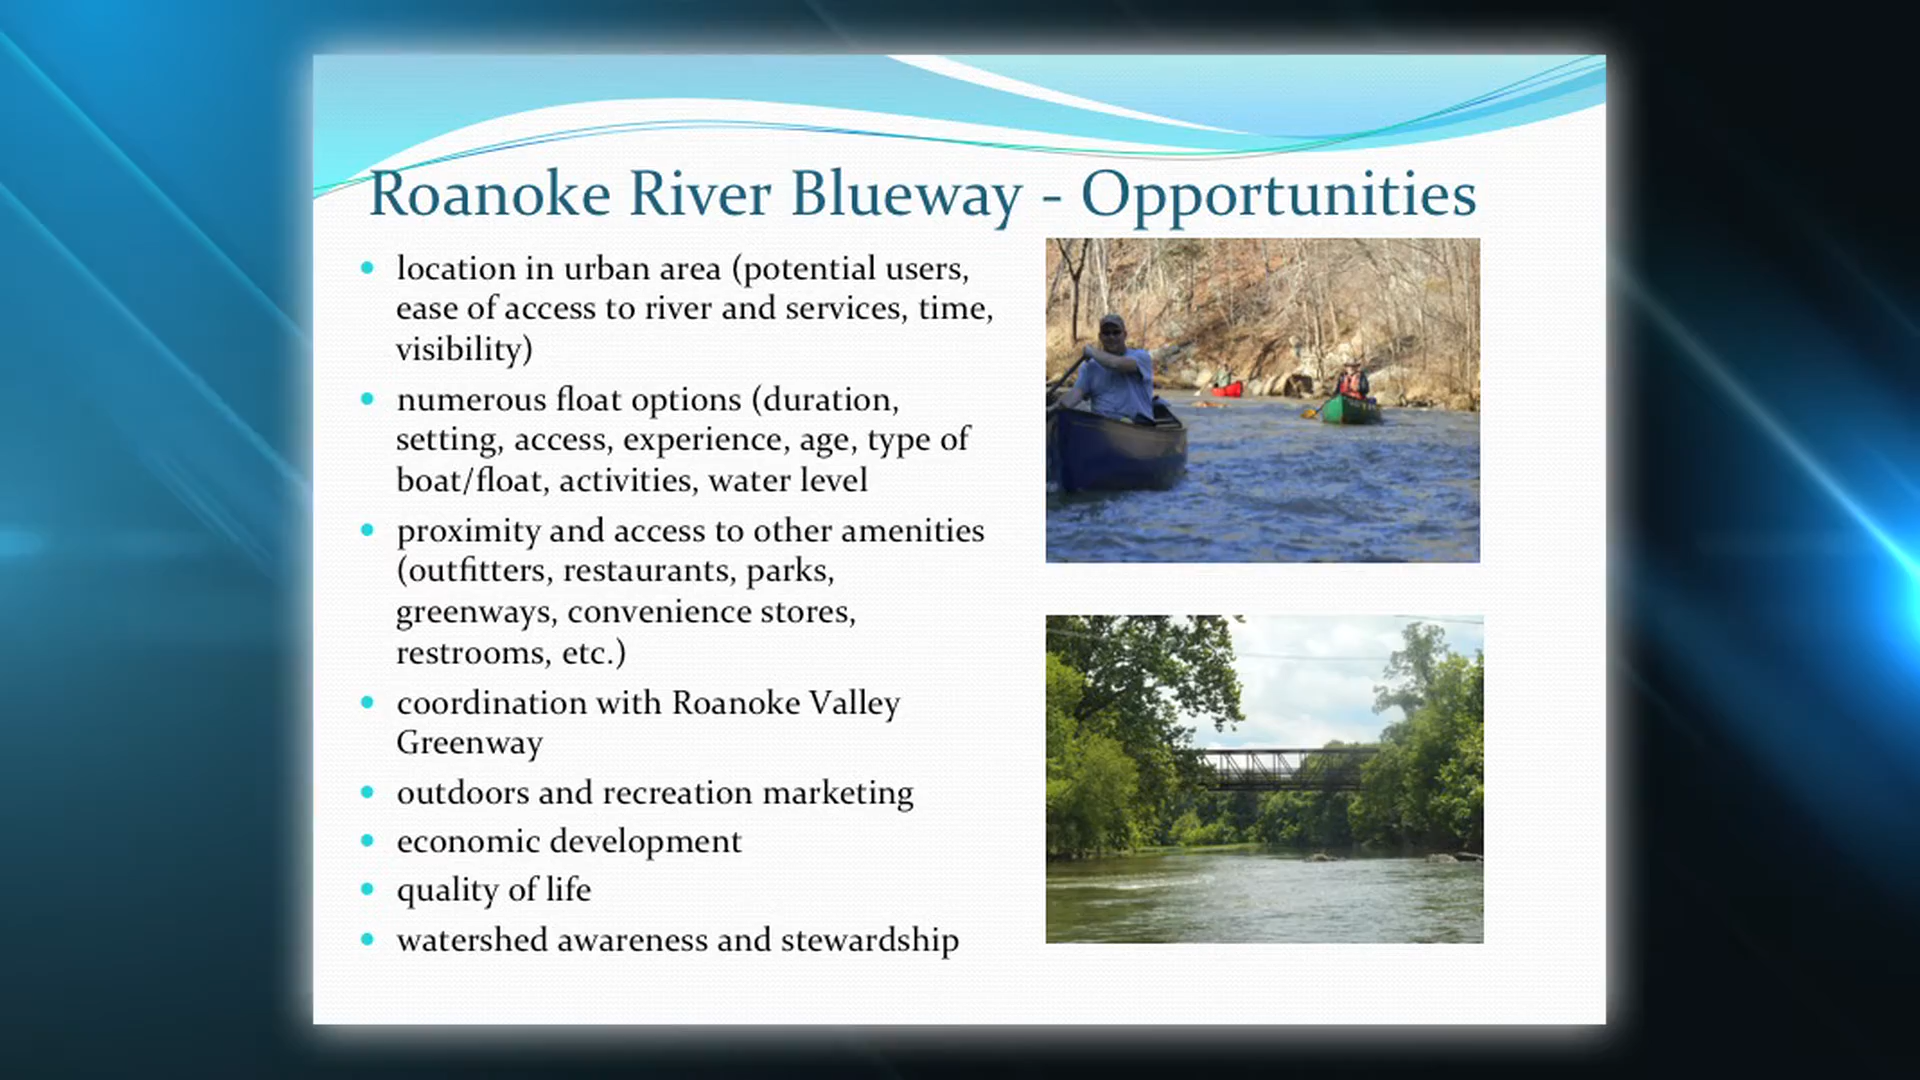 Roanoke River Blueway - Opportunities
location in urban area (potential users,
ease of access to river and services, time,
visibility)
numerous float options (duration,
setting, access, experience, age, type of
boat/float, activities, water level
proximity and access to other amenities
(outfitters, restaurants, parks,
greenways, convenience stores,
restrooms, etc.)
coordination with Roanoke Valley
Greenway
outdoors and recreation marketing
economic development
quality of life
watershed awareness and stewardship